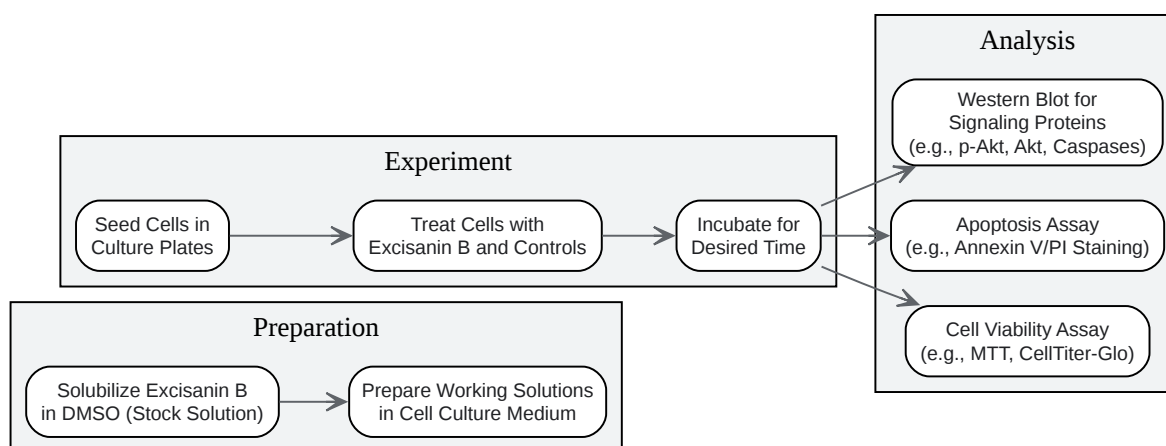 Analysis
Western Blot for
Signaling Proteins
(e.g., p-Akt, Akt, Caspases)
Experiment
Seed Cells in
Culture Plates
Treat Cells with
Excisanin B and Controls
Incubate for
Desired Time
Apoptosis Assay
(e.g., Annexin V/PI Staining)
Cell Viability Assay
(e.g., MTT, CellTiter-Glo)
Preparation
Solubilize Excisanin B
in DMSO (Stock Solution)
Prepare Working Solutions
in Cell Culture Medium